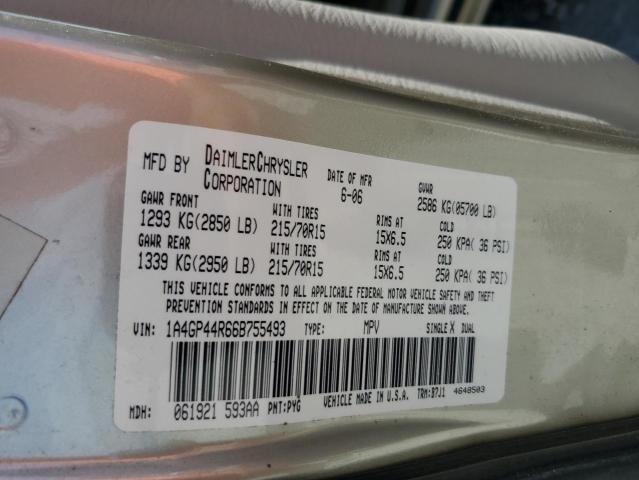 MFD BY DAIMLERCHRYSLER CORPORATION DATE OF MFR 6-06 GVWR 2586 KG(05700 LB)
GAWR FRONT WITH TIRES RIMS AT COLD
1293 KG(2850 LB) 215/70R15 15X6.5 250 KPA( 36 PSI)
GAWR REAR WITH TIRES RIMS AT COLD
1339 KG(2950 LB) 215/70R15 15X6.5 250 KPA( 36 PSI)
THIS VEHICLE CONFORMS TO ALL APPLICABLE FEDERAL MOTOR VEHICLE SAFETY AND THEFT
PREVENTION STANDARDS IN EFFECT ON THE DATE OF MANUFACTURE SHOWN ABOVE.
VIN: 1A4GP44R66B755493 TYPE: MPV SINGLE X DUAL
MDH: 061921 593AA PNT:PYG VEHICLE MADE IN U.S.A. TRM:B7J1 4648503